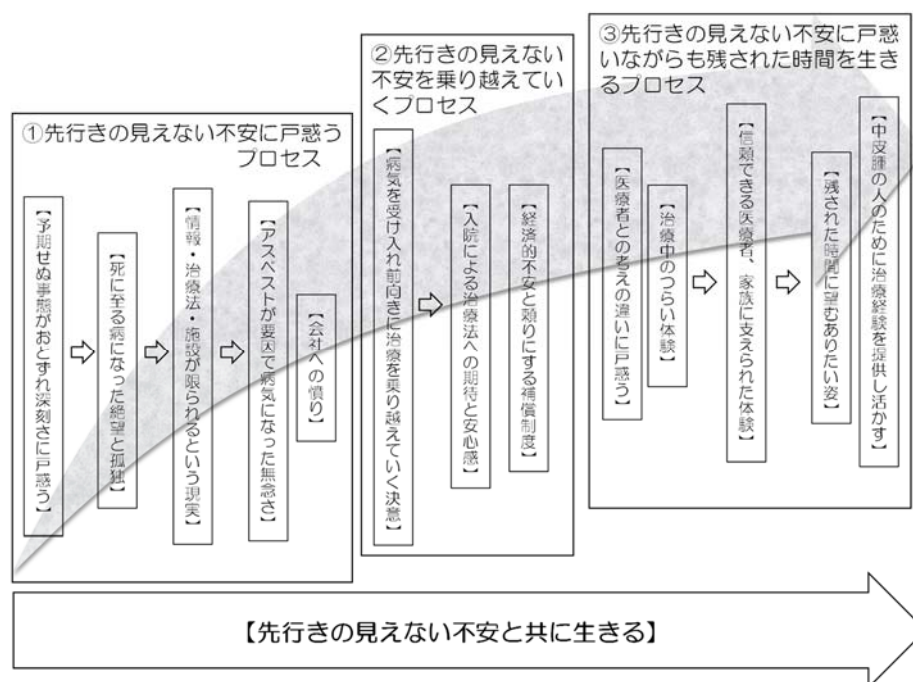 ①先行きの見えない不安に戸惑う
プロセス
【予期せぬ事態がおとずれ深刻さに戸惑う】
【死に至る病になった絶望と孤独】
【情報・治療法・施設が限られるという現実】
【アスベストが要因で病気になった無念さ】
【会社への憤り】
②先行きの見えない
不安を乗り越えてい
くプロセス
【病気を受け入れ前向きに治療を乗り越えていく決意】
【入院による治療法への期待と安心感】
【経済的不安と頼りにする補償制度】
③先行きの見えない不安に戸惑
いながらも残された時間を生き
るプロセス
【医療者との考えの違いに戸惑う】
【治療中のつらい体験】
【信頼できる医療者、家族に支えられた体験】
【残された時間に望むありたい姿】
【中皮腫の人のために治療経験を提供し活かす】
【先行きの見えない不安と共に生きる】